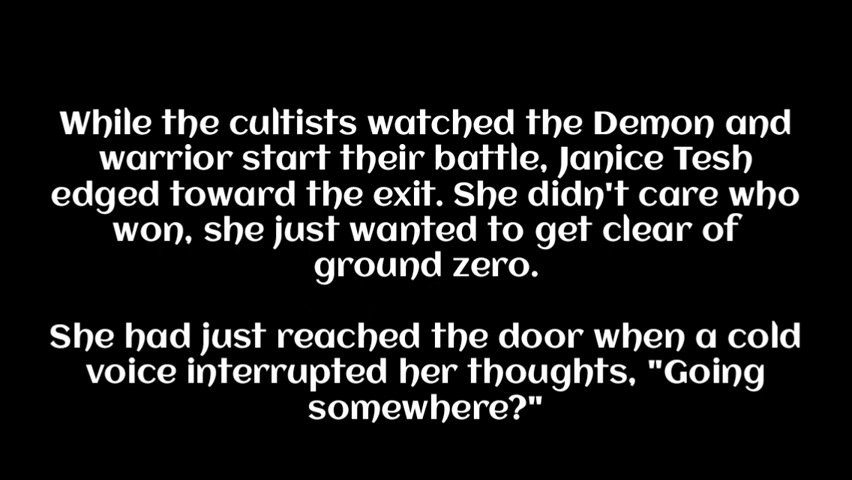 While the cultists watched the Demon and
warrior start their battle, Janice Tesh
edged toward the exit. She didn't care who
won, she just wanted to get clear of
ground zero.
She had just reached the door when a cold
voice interrupted her thoughts, "Going
somewhere?"